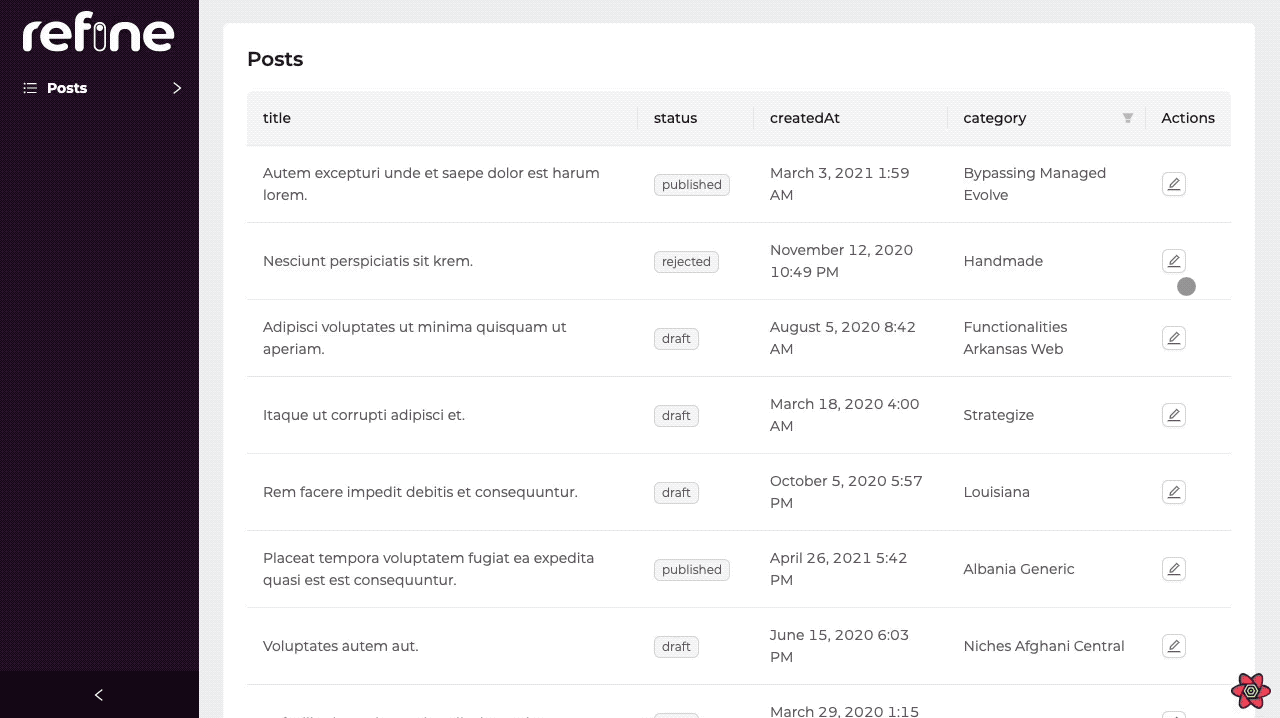 refine
Posts
Posts
title status createdAt category Actions
Autem excepturi unde et saepe dolor est harum
lorem.
published
March 3, 2021 1:59
AM
Bypassing Managed
Evolve
Nesciunt perspiciatis sit krem.
rejected
November 12, 2020
10:49 PM
Handmade
Adipisci voluptates ut minima quisquam ut
aperiam.
draft
August 5, 2020 8:42
AM
Functionalities
Arkansas Web
Itaque ut corrupti adipisci et.
draft
March 18, 2020 4:00
AM
Strategize
Rem facere impedit debitis et consequuntur.
draft
October 5, 2020 5:57
PM
Louisiana
Placeat tempora voluptatem fugiat ea expedita
quasi est est consequuntur.
published
April 26, 2021 5:42
PM
Albania Generic
Voluptates autem aut.
draft
June 15, 2020 6:03
PM
Niches Afghani Central
March 29, 2020 1:15